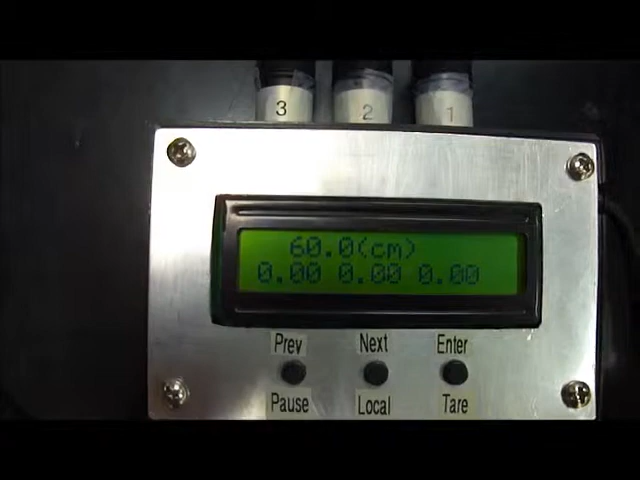 3 2 1
60.0(cm)
0.00 0.00 0.00
Prev Next Enter
Pause Local Tare